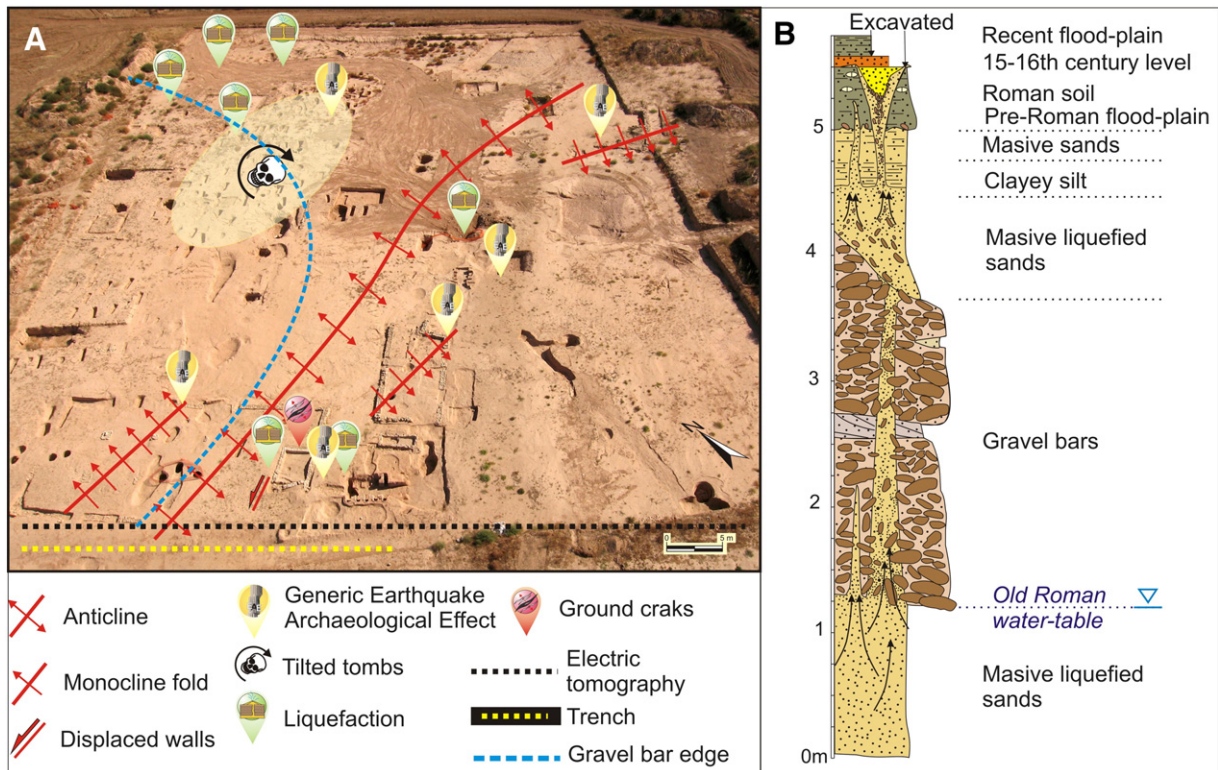 A
0 5 m
Anticline
Monocline fold
Displaced walls
Generic Earthquake
Archaeological Effect
Tilted tombs
Liquefaction
Ground craks
Electric
tomography
Trench
Gravel bar edge
B
Excavated
Recent flood-plain
15-16th century level
Roman soil
Pre-Roman flood-plain
5
Masive sands
Clayey silt
4
Masive liquefied
sands
3
Gravel bars
2
Old Roman
water-table
1
Masive liquefied
sands
0m